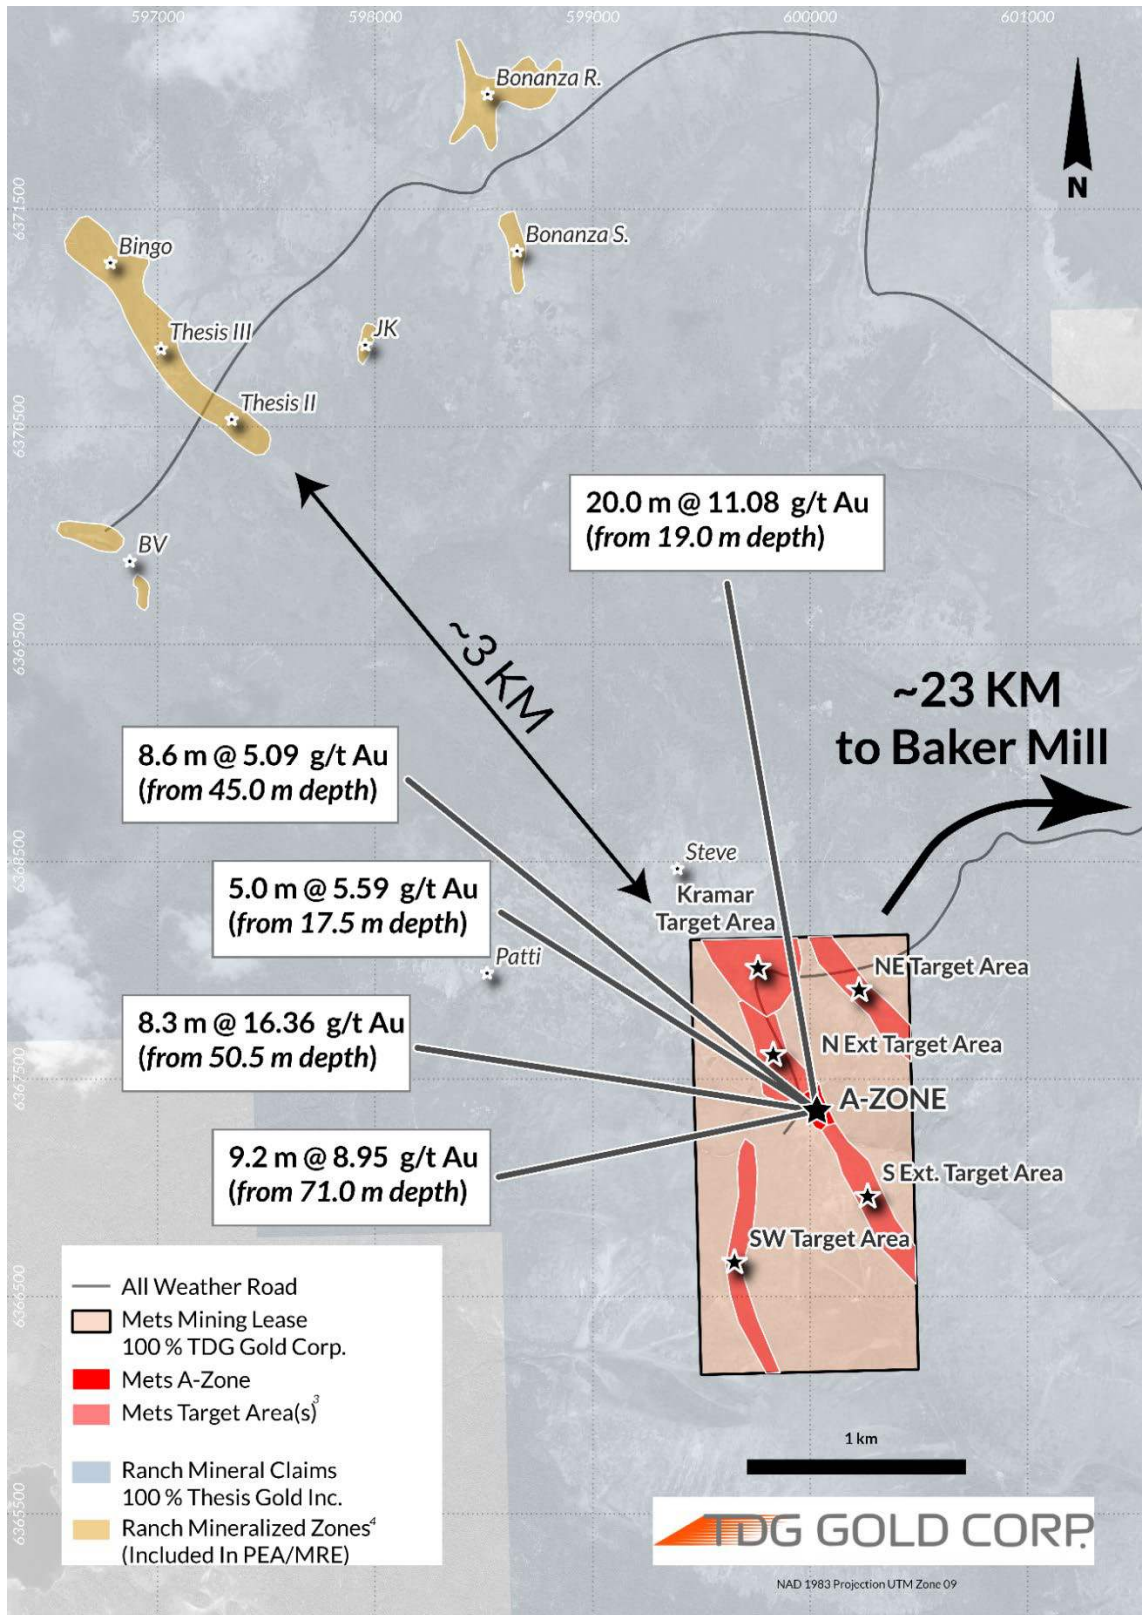 597000
598000
599000
600000
601000
Bonanza R.
N
6371500
Bonanza S.
Bingo
Thesis III
JK
Thesis II
6370500
20.0 m @ 11.08 g/t Au
(from 19.0 m depth)
BV
6369500
~3 KM
~23 KM
to Baker Mill
8.6 m @ 5.09 g/t Au
(from 45.0 m depth)
6368500
Steve
Kramar
Target Area
5.0 m @ 5.59 g/t Au
(from 17.5 m depth)
Patti
NE Target Area
8.3 m @ 16.36 g/t Au
(from 50.5 m depth)
N Ext Target Area
6367500
A-ZONE
9.2 m @ 8.95 g/t Au
(from 71.0 m depth)
S Ext. Target Area
SW Target Area
6366500
All Weather Road
Mets Mining Lease
100 % TDG Gold Corp.
Mets A-Zone
Mets Target Area(s)³
Ranch Mineral Claims
100 % Thesis Gold Inc.
Ranch Mineralized Zones⁴
(Included In PEA/MRE)
6365500
1 km
TDG GOLD CORP.
NAD 1983 Projection UTM Zone 09